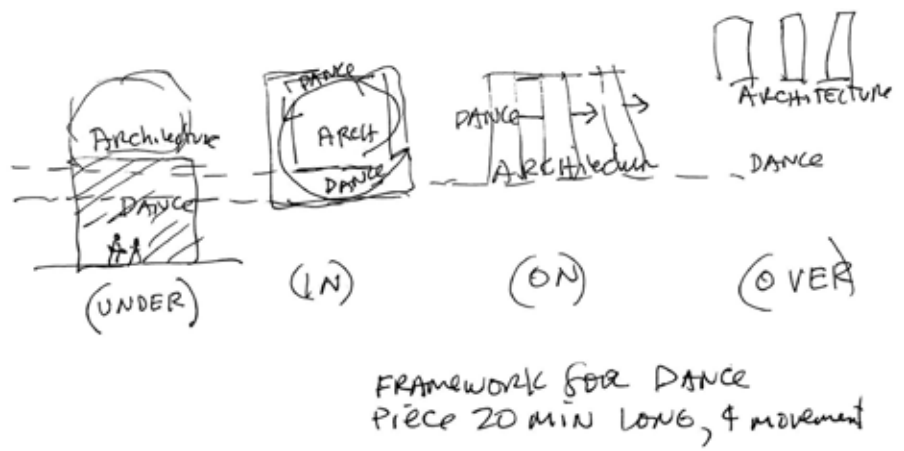 Architecture
DANCE
(UNDER)
DANCE
ARCH
DANCE
(IN)
DANCE
ARCHitecture
(ON)
ARCHITECTURE
DANCE
(OVER)
FRAMEWORK FOR DANCE
PIECE 20 MIN LONG, 4 movement